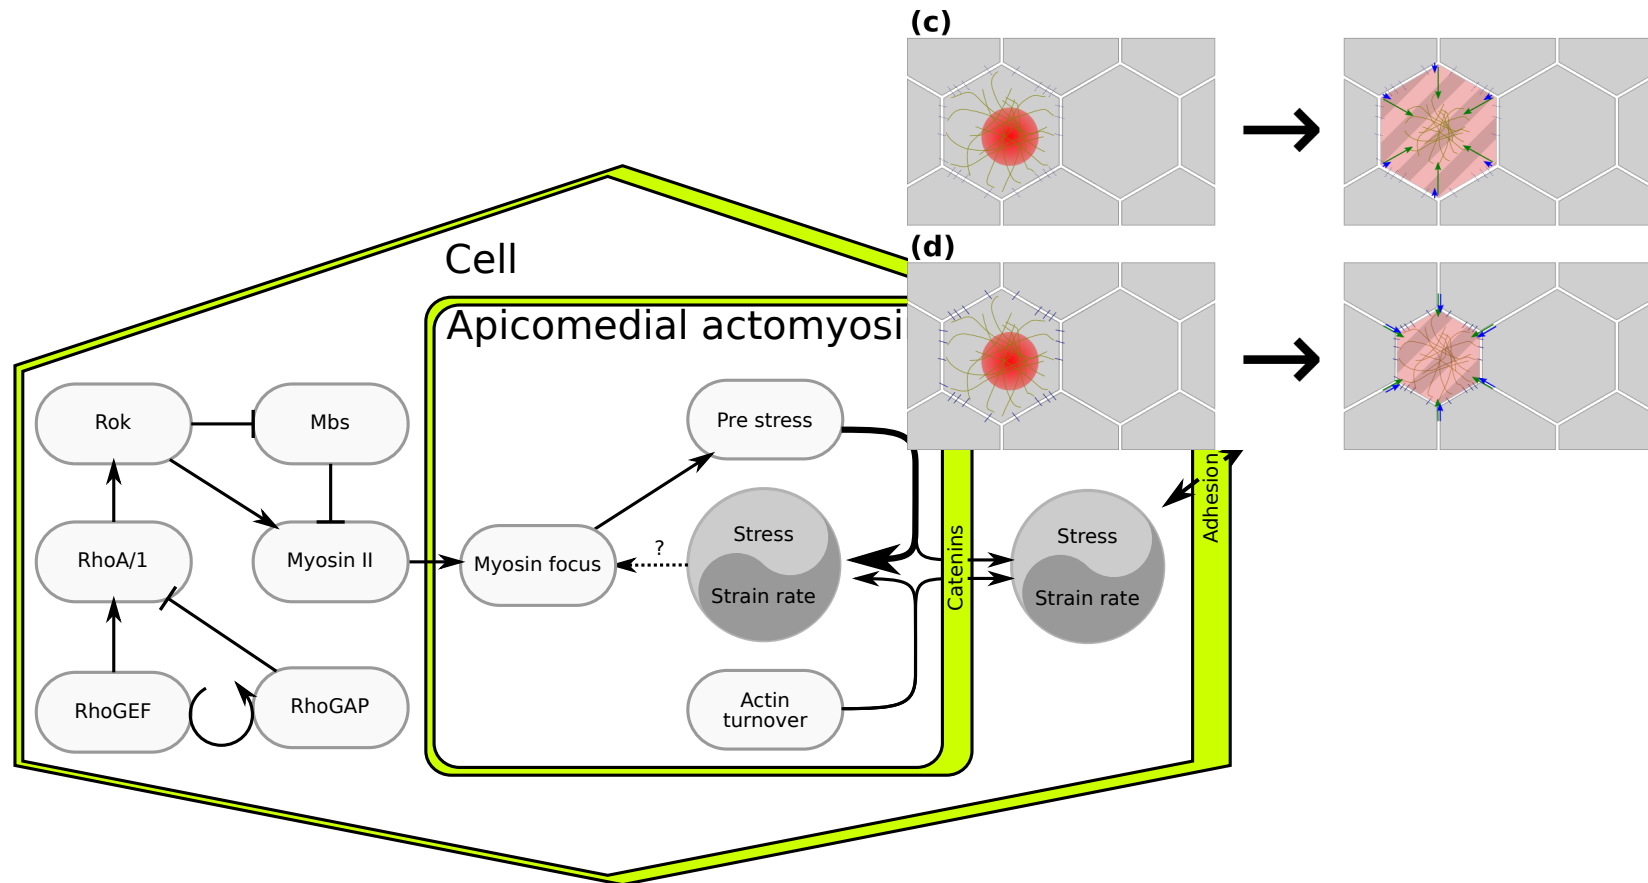 (c)
(d)
Cell
Apicomedial actomyosi
Rok
Mbs
Pre stress
RhoA/1
Myosin II
Myosin focus
?
Stress
Strain rate
Catenins
Stress
Strain rate
Adhesion
RhoGEF
RhoGAP
Actin
turnover